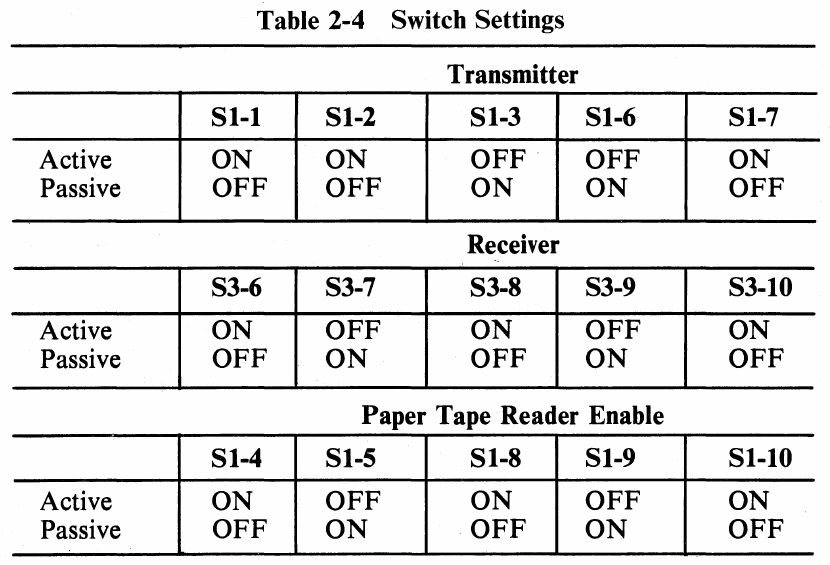 Table 2-4 Switch Settings
Transmitter
S1-1 S1-2 S1-3 S1-6 S1-7
Active ON ON OFF OFF ON
Passive OFF OFF ON ON OFF
Receiver
S3-6 S3-7 S3-8 S3-9 S3-10
Active ON OFF ON OFF ON
Passive OFF ON OFF ON OFF
Paper Tape Reader Enable
S1-4 S1-5 S1-8 S1-9 S1-10
Active ON OFF ON OFF ON
Passive OFF ON OFF ON OFF